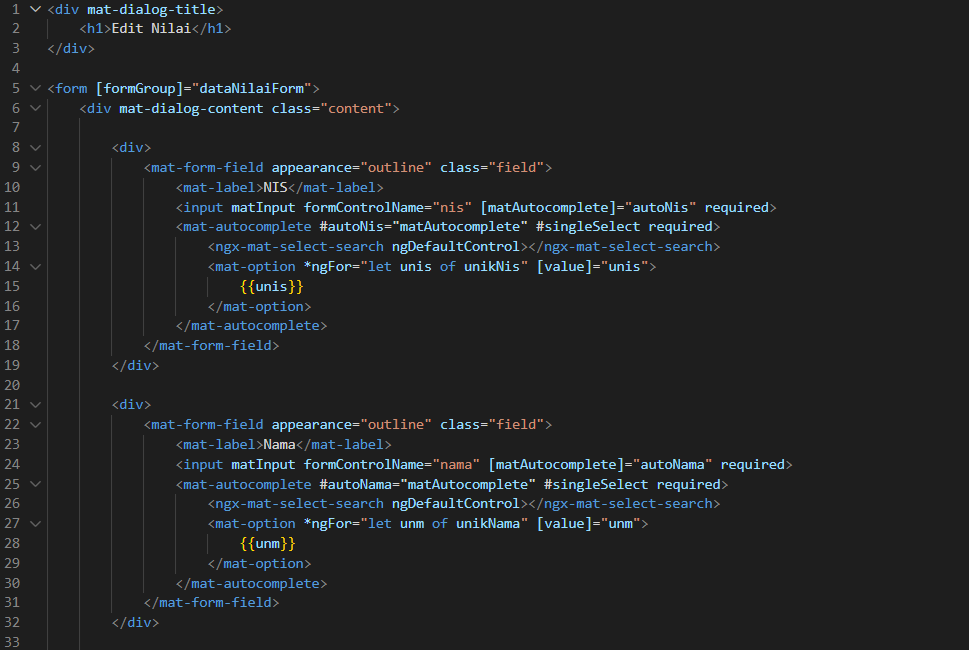 1 <div mat-dialog-title>
2     <h1>Edit Nilai</h1>
3 </div>
4
5 <form [formGroup]="dataNilaiForm">
6     <div mat-dialog-content class="content">
7
8         <div>
9             <mat-form-field appearance="outline" class="field">
10                 <mat-label>NIS</mat-label>
11                 <input matInput formControlName="nis" [matAutocomplete]="autoNis" required>
12                 <mat-autocomplete #autoNis="matAutocomplete" #singleSelect required>
13                     <ngx-mat-select-search ngDefaultControl></ngx-mat-select-search>
14                     <mat-option *ngFor="let unis of unikNis" [value]="unis">
15                         {{unis}}
16                     </mat-option>
17                 </mat-autocomplete>
18             </mat-form-field>
19         </div>
20
21         <div>
22             <mat-form-field appearance="outline" class="field">
23                 <mat-label>Nama</mat-label>
24                 <input matInput formControlName="nama" [matAutocomplete]="autoNama" required>
25                 <mat-autocomplete #autoNama="matAutocomplete" #singleSelect required>
26                     <ngx-mat-select-search ngDefaultControl></ngx-mat-select-search>
27                     <mat-option *ngFor="let unm of unikNama" [value]="unm">
28                         {{unm}}
29                     </mat-option>
30                 </mat-autocomplete>
31             </mat-form-field>
32         </div>
33